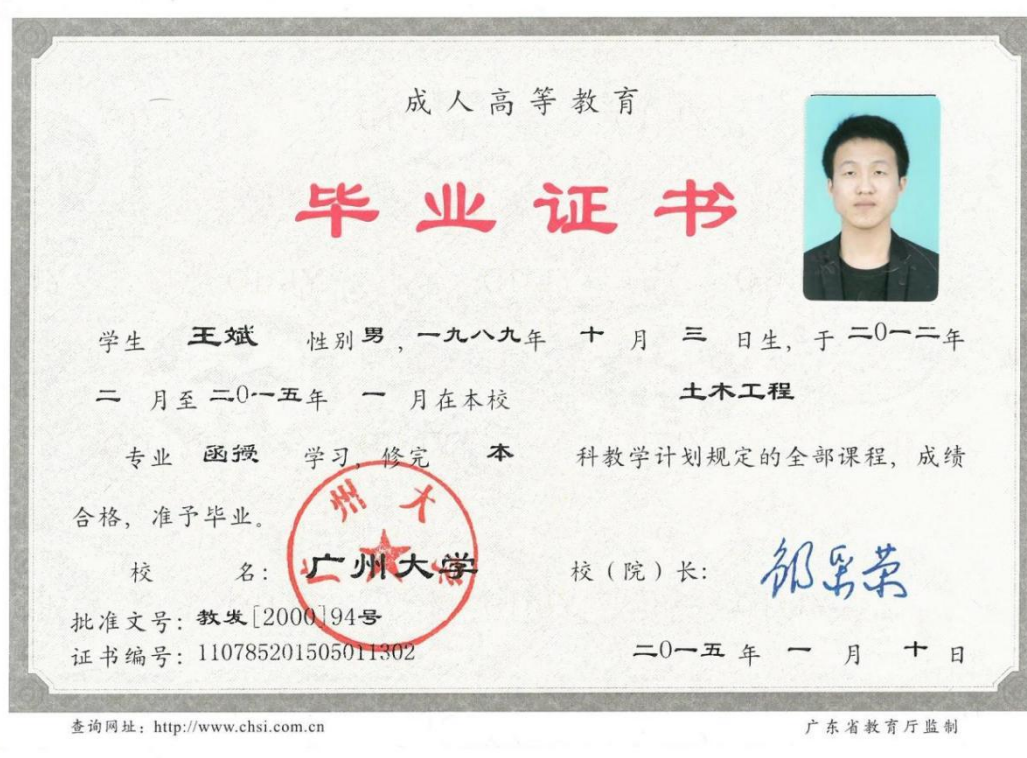 成人高等教育
毕业证书
学生 王斌 性别 男, 一九八九年 十 月 三 日生, 于 二0一二年
二 月至 二0一五年 一 月在本校 土木工程
专业 函授 学习, 修完 本 科教学计划规定的全部课程, 成绩
合格, 准予毕业。
校 名: 广州大学 校(院)长:
广州大学
批准文号: 教发[2000]94号
证书编号: 110785201505011302 二0一五 年 一 月 十 日
查询网址: http://www.chsi.com.cn 广东省教育厅监制